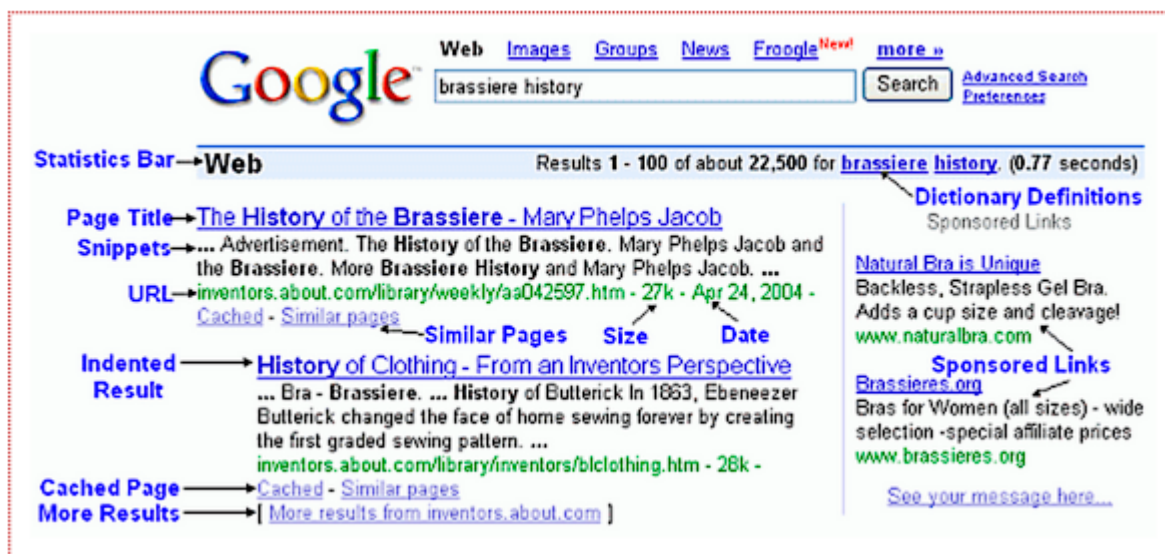 Web Images Groups News Froogle New! more »
Google™
brassiere history Search Advanced Search
Preferences
Statistics Bar Web Results 1 - 100 of about 22,500 for brassiere history. (0.77 seconds)
Dictionary Definitions
Page Title The History of the Brassiere - Mary Phelps Jacob
Sponsored Links
Snippets ... Advertisement. The History of the Brassiere. Mary Phelps Jacob and
the Brassiere. More Brassiere History and Mary Phelps Jacob. ...
URL inventors.about.com/library/weekly/aa042597.htm - 27k - Apr 24, 2004 -
Cached - Similar pages
Similar Pages Size Date
Indented
Result
History of Clothing - From an Inventors Perspective
... Bra - Brassiere. ... History of Butterick In 1863, Ebeneezer
Butterick changed the face of home sewing forever by creating
the first graded sewing pattern. ...
inventors.about.com/library/inventors/blclothing.htm - 28k -
Cached Page Cached - Similar pages
More Results [ More results from inventors.about.com ]
Natural Bra is Unique
Backless, Strapless Gel Bra.
Adds a cup size and cleavage!
www.naturalbra.com
Sponsored Links
Brassieres.org
Bras for Women (all sizes) - wide
selection -special affiliate prices
www.brassieres.org
See your message here...